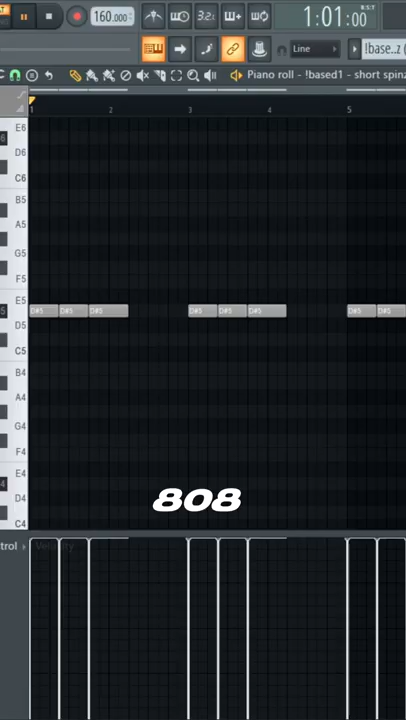 160.000
3.2.
1:01:00
B:S:T
Line
!base..z (
Piano roll - !based1 - short spinz
1 2 3 4 5
E6
D6
C6
B5
A5
G5
F5
E5
D#5 D#5 D#5 D#5 D#5 D#5 D#5 D#5
D5
C5
B4
A4
G4
F4
E4
808
D4
C4
trol Velocity